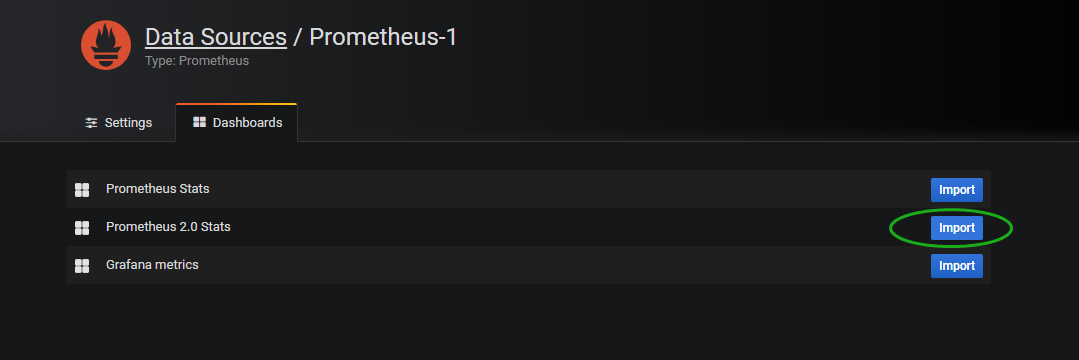 Data Sources / Prometheus-1
Type: Prometheus
Settings Dashboards
Prometheus Stats Import
Prometheus 2.0 Stats Import
Grafana metrics Import